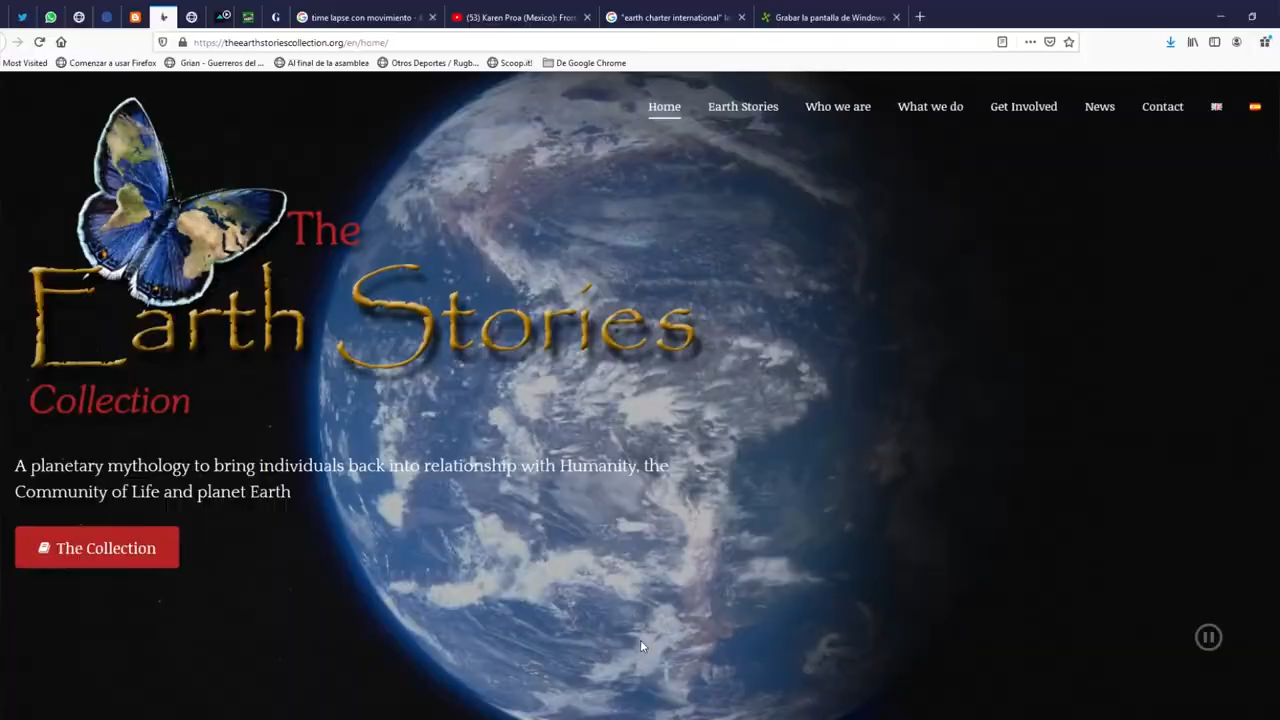 time lapse con movimiento - 
(53) Karen Proa (Mexico): From
"earth charter international" le
Grabar la pantalla de Windows
https://theearthstoriescollection.org/en/home/
Most Visited
Comenzar a usar Firefox
Grian - Guerreros del ...
Al final de la asamblea
Otros Deportes / Rugb...
Scoop.it!
De Google Chrome
Home
Earth Stories
Who we are
What we do
Get Involved
News
Contact
The
Earth Stories
Collection
A planetary mythology to bring individuals back into relationship with Humanity, the
Community of Life and planet Earth
The Collection